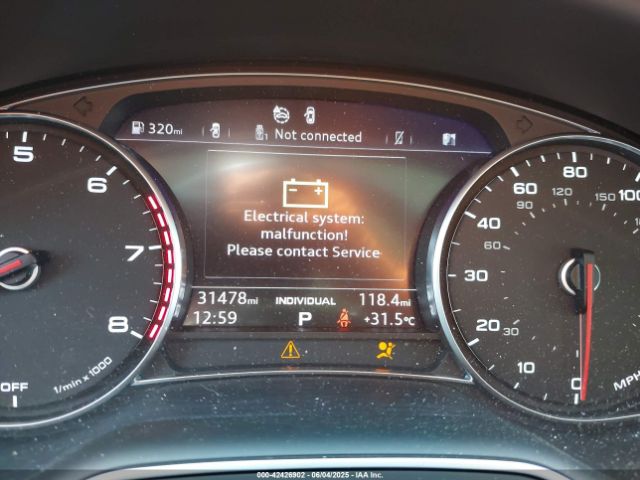 320mi
1 Not connected
Electrical system:
malfunction!
Please contact Service
31478mi INDIVIDUAL 118.4mi
12:59 P +31.5°C
5
6
7
8
OFF
1/min x 1000
0
10
20
30
40
60
80
100
30
60
90
120
150
MPH
000-42426902 - 06/04/2025 - IAA Inc.